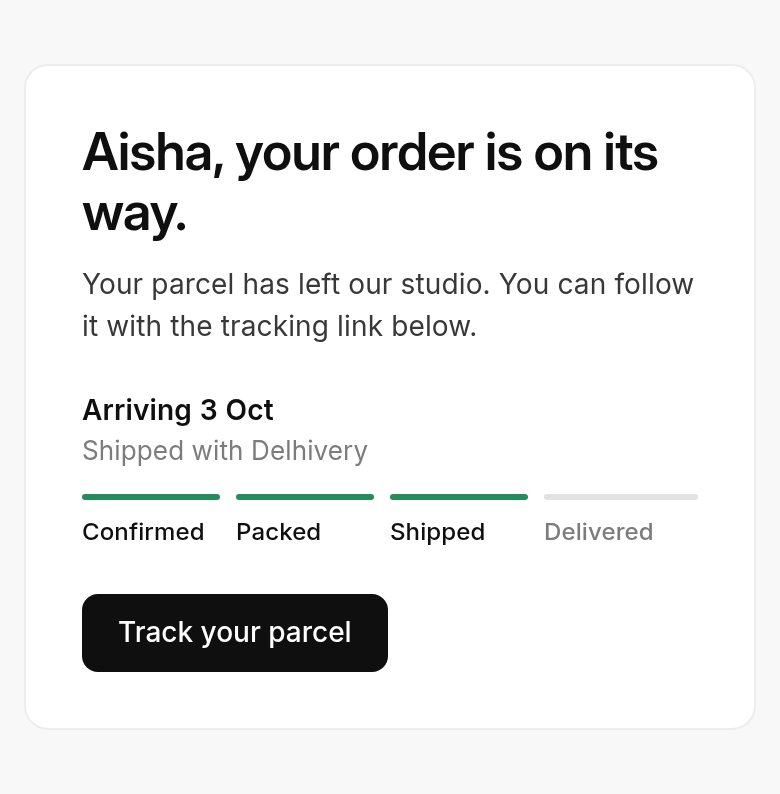 Aisha, your order is on its
way.
Your parcel has left our studio. You can follow
it with the tracking link below.
Arriving 3 Oct
Shipped with Delhivery
Confirmed Packed Shipped Delivered
Track your parcel